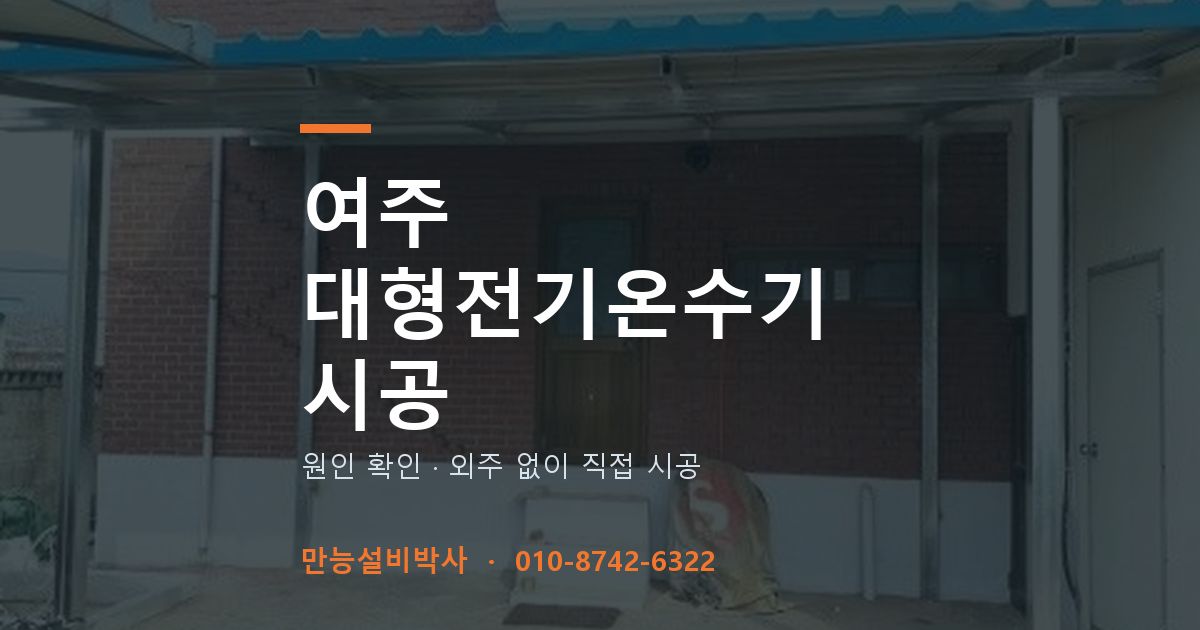 여주
대형전기온수기
시공
원인 확인 · 외주 없이 직접 시공
만능설비박사 · 010-8742-6322